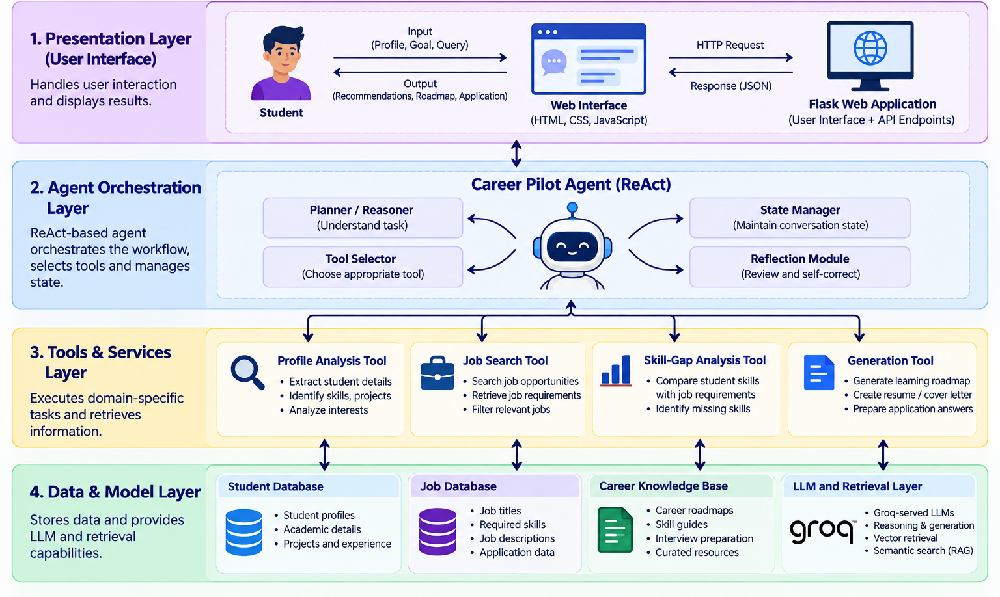 1. Presentation Layer
(User Interface)
Handles user interaction
and displays results.
Input
(Profile, Goal, Query)
Output
(Recommendations, Roadmap, Application)
Student
Web Interface
(HTML, CSS, JavaScript)
HTTP Request
Response (JSON)
Flask Web Application
(User Interface + API Endpoints)
2. Agent Orchestration
Layer
ReAct-based agent
orchestrates the workflow,
selects tools and manages
state.
Career Pilot Agent (ReAct)
Planner / Reasoner
(Understand task)
Tool Selector
(Choose appropriate tool)
State Manager
(Maintain conversation state)
Reflection Module
(Review and self-correct)
3. Tools & Services
Layer
Executes domain-specific
tasks and retrieves
information.
Profile Analysis Tool
• Extract student details
• Identify skills, projects
• Analyze interests
Job Search Tool
• Search job opportunities
• Retrieve job requirements
• Filter relevant jobs
Skill-Gap Analysis Tool
• Compare student skills
with job requirements
• Identify missing skills
Generation Tool
• Generate learning roadmap
• Create resume / cover letter
• Prepare application answers
4. Data & Model Layer
Stores data and provides
LLM and retrieval
capabilities.
Student Database
• Student profiles
• Academic details
• Projects and experience
Job Database
• Job titles
• Required skills
• Job descriptions
• Application data
Career Knowledge Base
• Career roadmaps
• Skill guides
• Interview preparation
• Curated resources
LLM and Retrieval Layer
groq™
• Groq-served LLMs
• Reasoning & generation
• Vector retrieval
• Semantic search (RAG)